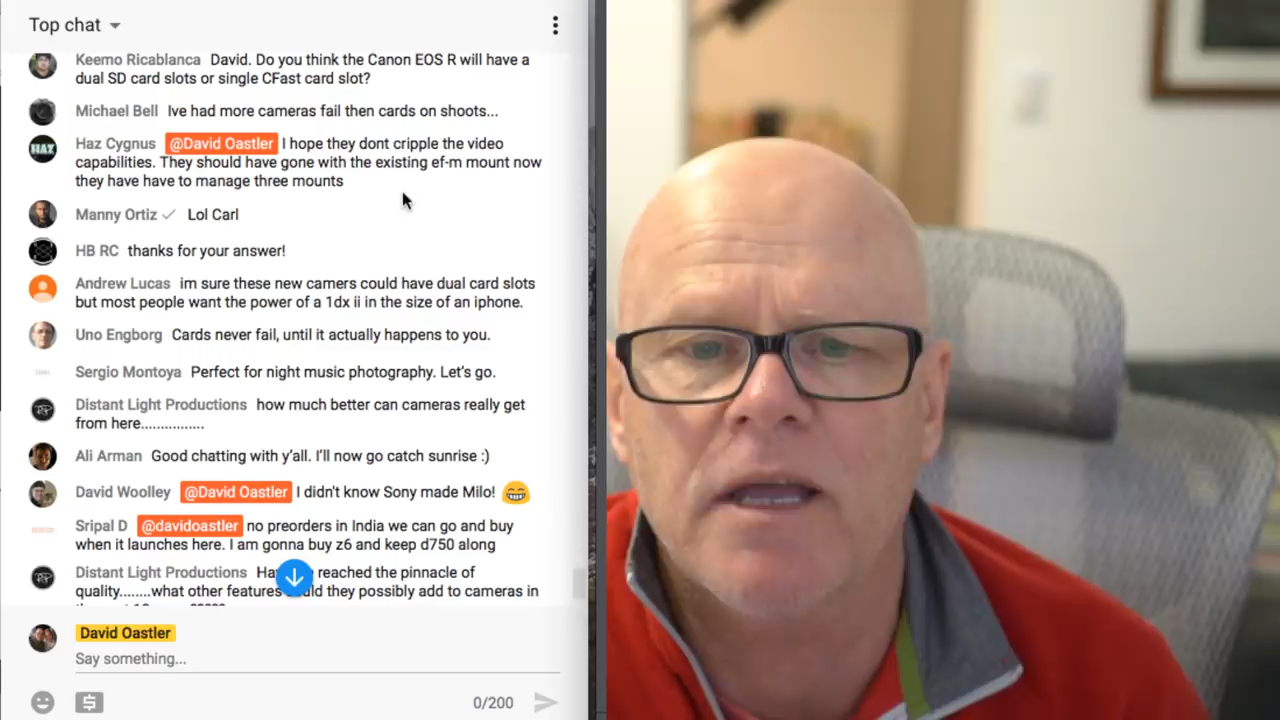 Top chat
Keemo Ricablanca David. Do you think the Canon EOS R will have a
dual SD card slots or single CFast card slot?
Michael Bell Ive had more cameras fail then cards on shoots...
HAZ
Haz Cygnus @David Oastler I hope they dont cripple the video
capabilities. They should have gone with the existing ef-m mount now
they have have to manage three mounts
Manny Ortiz Lol Carl
HB RC thanks for your answer!
Andrew Lucas im sure these new camers could have dual card slots
but most people want the power of a 1dx ii in the size of an iphone.
Uno Engborg Cards never fail, until it actually happens to you.
Sergio Montoya Perfect for night music photography. Let's go.
Distant Light Productions how much better can cameras really get
from here...............
Ali Arman Good chatting with y'all. I'll now go catch sunrise :)
David Woolley @David Oastler I didn't know Sony made Milo! 😁
Sripal D @davidoastler no preorders in India we can go and buy
when it launches here. I am gonna buy z6 and keep d750 along
Distant Light Productions reached the pinnacle of
quality........what other features they possibly add to cameras in
David Oastler
Say something...
0/200